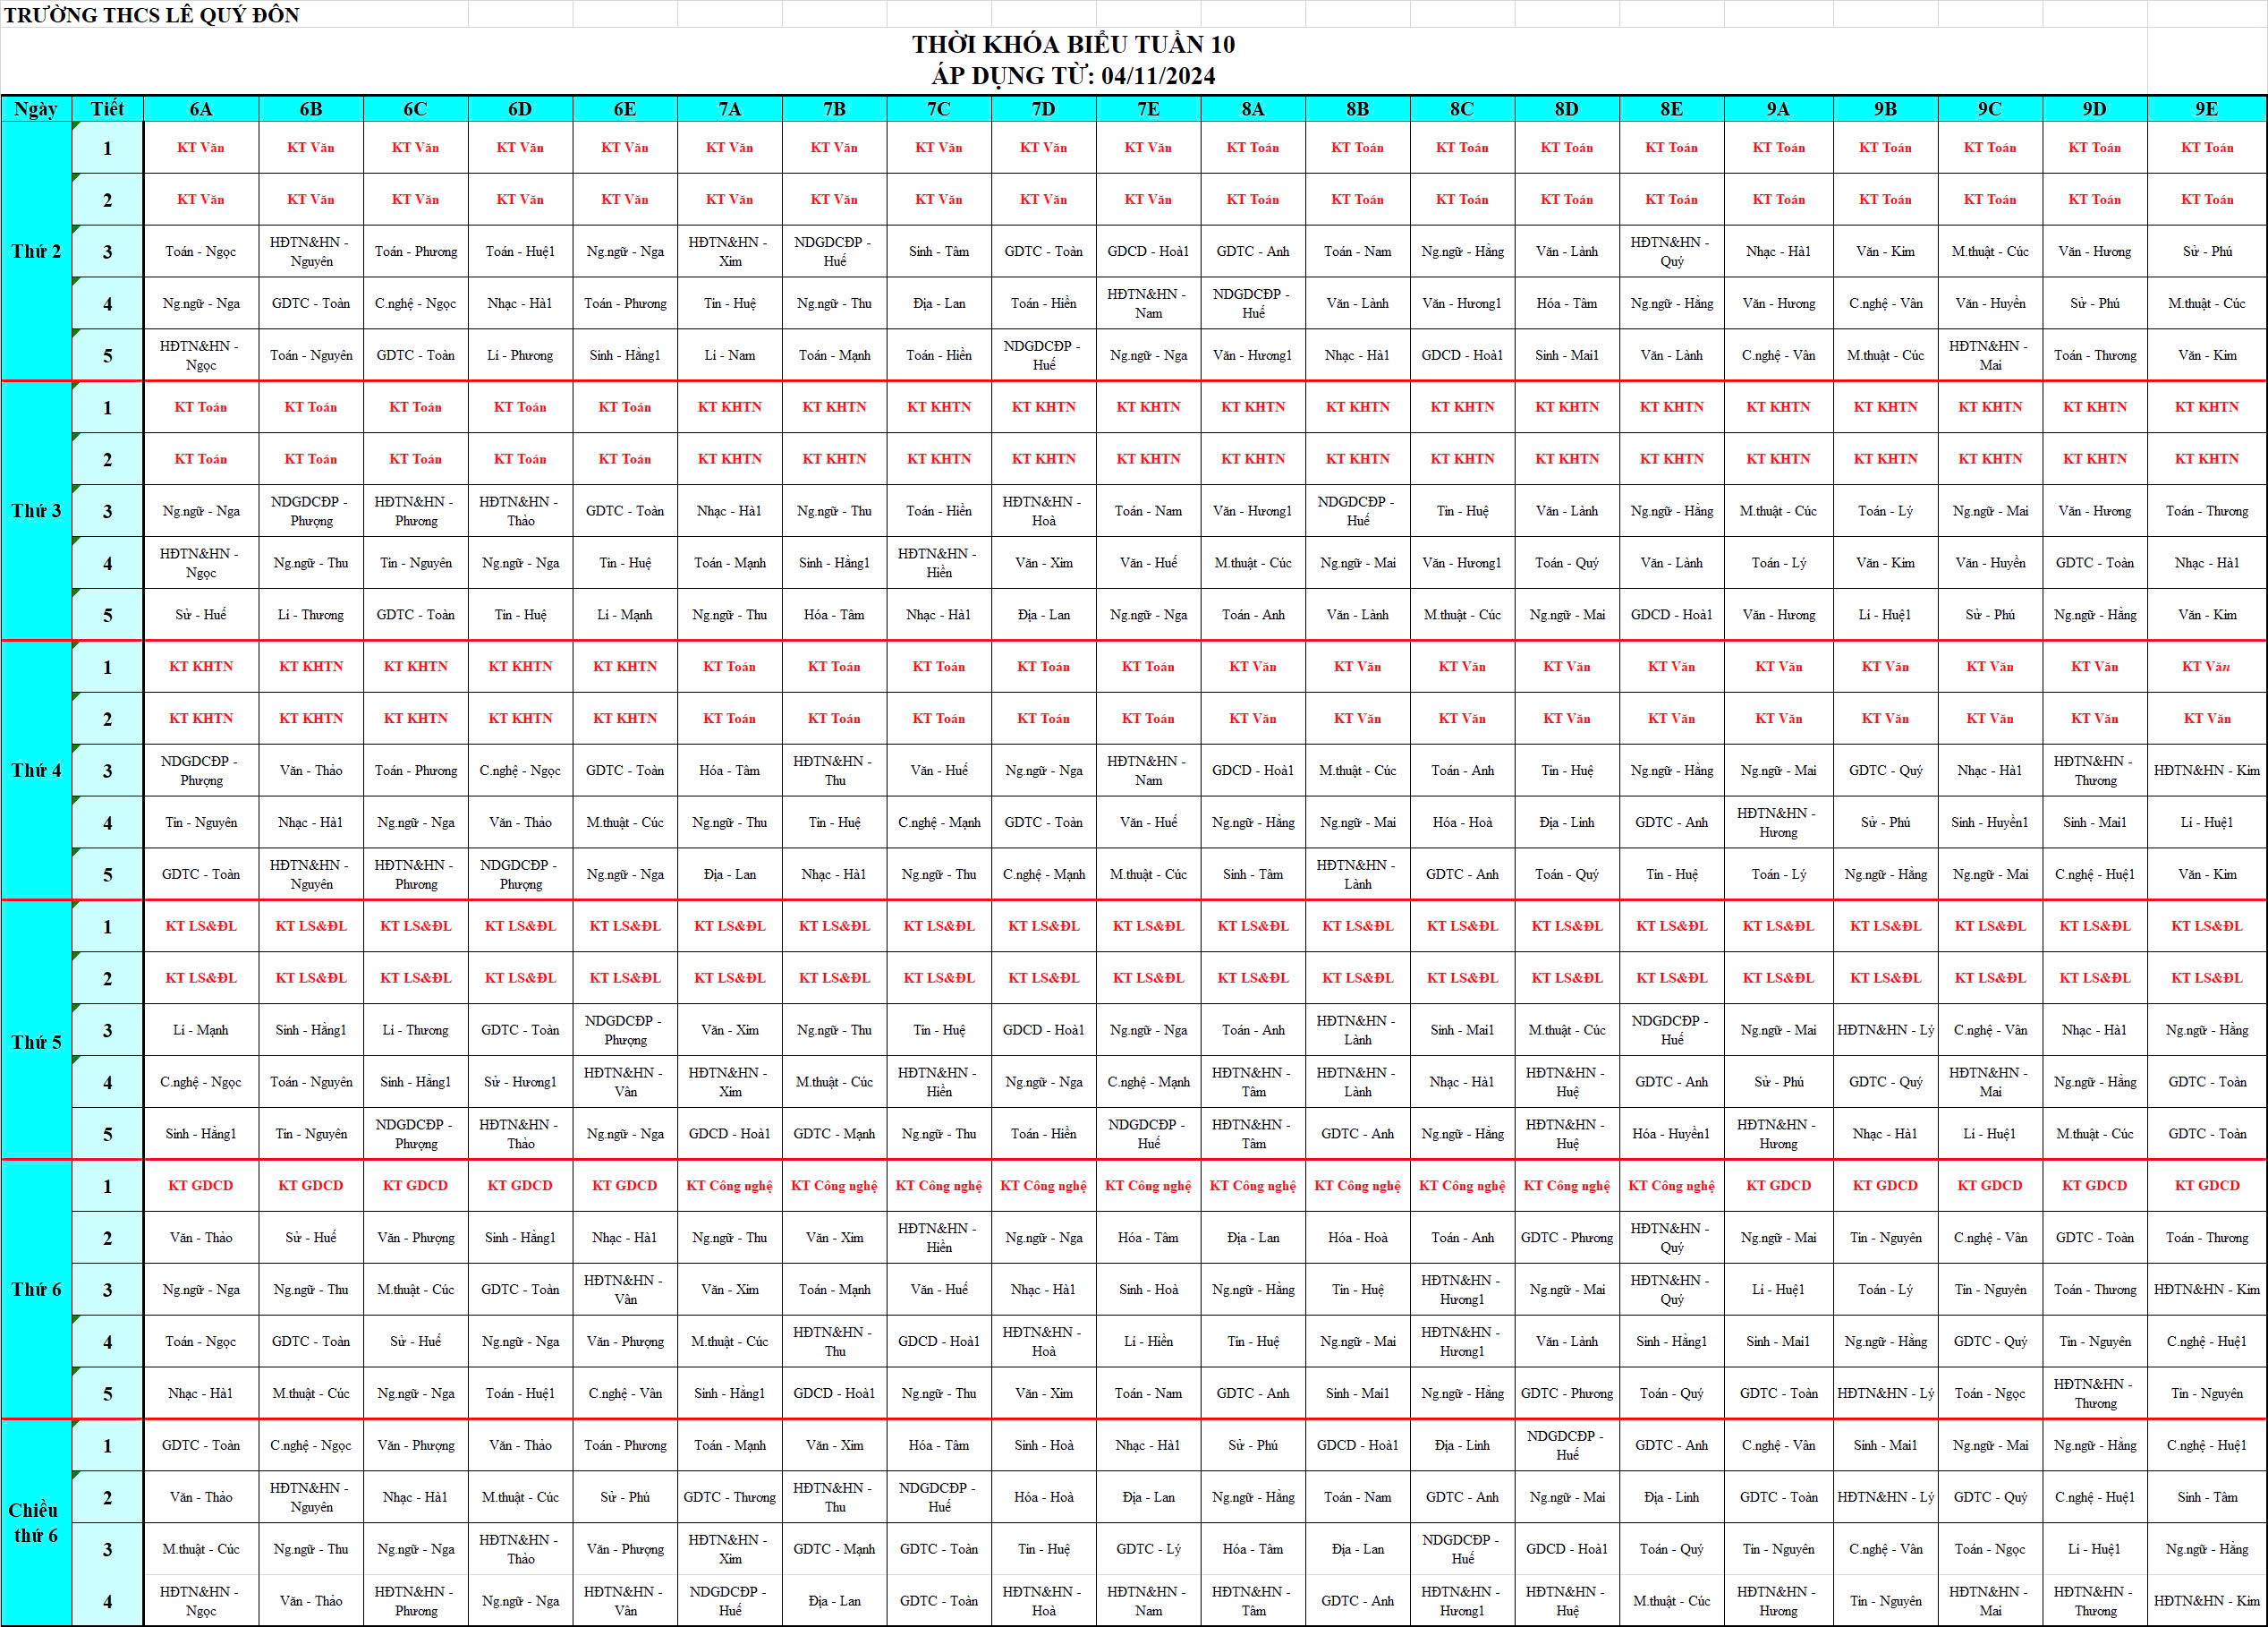 TRƯỜNG THCS LÊ QUÝ ĐÔN
THỜI KHÓA BIỂU TUẦN 10
ÁP DỤNG TỪ: 04/11/2024
Ngày Tiết 6A 6B 6C 6D 6E 7A 7B 7C 7D 7E 8A 8B 8C 8D 8E 9A 9B 9C 9D 9E
Thứ 2
1 KT Văn KT Văn KT Văn KT Văn KT Văn KT Văn KT Văn KT Văn KT Văn KT Văn KT Toán KT Toán KT Toán KT Toán KT Toán KT Toán KT Toán KT Toán KT Toán KT Toán
2 KT Văn KT Văn KT Văn KT Văn KT Văn KT Văn KT Văn KT Văn KT Văn KT Văn KT Toán KT Toán KT Toán KT Toán KT Toán KT Toán KT Toán KT Toán KT Toán KT Toán
3 Toán - Ngọc HĐTN&HN - Nguyên Toán - Phương Toán - Huệ1 Ng.ngữ - Nga HĐTN&HN - Xim NDGDCĐP - Huế Sinh - Tâm GDTC - Toàn GDCD - Hoà1 GDTC - Anh Toán - Nam Ng.ngữ - Hằng Văn - Lành HĐTN&HN - Quý Nhạc - Hà1 Văn - Kim M.thuật - Cúc Văn - Hương Sử - Phú
4 Ng.ngữ - Nga GDTC - Toàn C.nghệ - Ngọc Nhạc - Hà1 Toán - Phương Tin - Huệ Ng.ngữ - Thu Địa - Lan Toán - Hiền HĐTN&HN - Nam NDGDCĐP - Huế Văn - Lành Văn - Hương1 Hóa - Tâm Ng.ngữ - Hằng Văn - Hương C.nghệ - Vân Văn - Huyền Sử - Phú M.thuật - Cúc
5 HĐTN&HN - Ngọc Toán - Nguyên GDTC - Toàn Lí - Phương Sinh - Hằng1 Lí - Nam Toán - Mạnh Toán - Hiền NDGDCĐP - Huế Ng.ngữ - Nga Văn - Hương1 Nhạc - Hà1 GDCD - Hoà1 Sinh - Mai1 Văn - Lành C.nghệ - Vân M.thuật - Cúc HĐTN&HN - Mai Toán - Thương Văn - Kim
Thứ 3
1 KT Toán KT Toán KT Toán KT Toán KT Toán KT KHTN KT KHTN KT KHTN KT KHTN KT KHTN KT KHTN KT KHTN KT KHTN KT KHTN KT KHTN KT KHTN KT KHTN KT KHTN KT KHTN KT KHTN
2 KT Toán KT Toán KT Toán KT Toán KT Toán KT KHTN KT KHTN KT KHTN KT KHTN KT KHTN KT KHTN KT KHTN KT KHTN KT KHTN KT KHTN KT KHTN KT KHTN KT KHTN KT KHTN KT KHTN
3 Ng.ngữ - Nga NDGDCĐP - Phượng HĐTN&HN - Phương HĐTN&HN - Thảo GDTC - Toàn Nhạc - Hà1 Ng.ngữ - Thu Toán - Hiền HĐTN&HN - Hoà Toán - Nam Văn - Hương1 NDGDCĐP - Huế Tin - Huệ Văn - Lành Ng.ngữ - Hằng M.thuật - Cúc Toán - Lý Ng.ngữ - Mai Văn - Hương Toán - Thương
4 HĐTN&HN - Ngọc Ng.ngữ - Thu Tin - Nguyên Ng.ngữ - Nga Tin - Huệ Toán - Mạnh Sinh - Hằng1 HĐTN&HN - Hiền Văn - Xim Văn - Huế M.thuật - Cúc Ng.ngữ - Mai Văn - Hương1 Toán - Quý Văn - Lành Toán - Lý Văn - Kim Văn - Huyền GDTC - Toàn Nhạc - Hà1
5 Sử - Huế Lí - Thương GDTC - Toàn Tin - Huệ Lí - Mạnh Ng.ngữ - Thu Hóa - Tâm Nhạc - Hà1 Địa - Lan Ng.ngữ - Nga Toán - Anh Văn - Lành M.thuật - Cúc Ng.ngữ - Mai GDCD - Hoà1 Văn - Hương Lí - Huệ1 Sử - Phú Ng.ngữ - Hằng Văn - Kim
Thứ 4
1 KT KHTN KT KHTN KT KHTN KT KHTN KT KHTN KT Toán KT Toán KT Toán KT Toán KT Toán KT Văn KT Văn KT Văn KT Văn KT Văn KT Văn KT Văn KT Văn KT Văn KT Văn
2 KT KHTN KT KHTN KT KHTN KT KHTN KT KHTN KT Toán KT Toán KT Toán KT Toán KT Toán KT Văn KT Văn KT Văn KT Văn KT Văn KT Văn KT Văn KT Văn KT Văn KT Văn
3 NDGDCĐP - Phượng Văn - Thảo Toán - Phương C.nghệ - Ngọc GDTC - Toàn Hóa - Tâm HĐTN&HN - Thu Văn - Huế Ng.ngữ - Nga HĐTN&HN - Nam GDCD - Hoà1 M.thuật - Cúc Toán - Anh Tin - Huệ Ng.ngữ - Hằng Ng.ngữ - Mai GDTC - Quý Nhạc - Hà1 HĐTN&HN - Thương HĐTN&HN - Kim
4 Tin - Nguyên Nhạc - Hà1 Ng.ngữ - Nga Văn - Thảo M.thuật - Cúc Ng.ngữ - Thu Tin - Huệ C.nghệ - Mạnh GDTC - Toàn Văn - Huế Ng.ngữ - Hằng Ng.ngữ - Mai Hóa - Hoà Địa - Linh GDTC - Anh HĐTN&HN - Hương Sử - Phú Sinh - Huyền1 Sinh - Mai1 Lí - Huệ1
5 GDTC - Toàn HĐTN&HN - Nguyên HĐTN&HN - Phương NDGDCĐP - Phượng Ng.ngữ - Nga Địa - Lan Nhạc - Hà1 Ng.ngữ - Thu C.nghệ - Mạnh M.thuật - Cúc Sinh - Tâm HĐTN&HN - Lành GDTC - Anh Toán - Quý Tin - Huệ Toán - Lý Ng.ngữ - Hằng Ng.ngữ - Mai C.nghệ - Huệ1 Văn - Kim
Thứ 5
1 KT LS&ĐL KT LS&ĐL KT LS&ĐL KT LS&ĐL KT LS&ĐL KT LS&ĐL KT LS&ĐL KT LS&ĐL KT LS&ĐL KT LS&ĐL KT LS&ĐL KT LS&ĐL KT LS&ĐL KT LS&ĐL KT LS&ĐL KT LS&ĐL KT LS&ĐL KT LS&ĐL KT LS&ĐL KT LS&ĐL
2 KT LS&ĐL KT LS&ĐL KT LS&ĐL KT LS&ĐL KT LS&ĐL KT LS&ĐL KT LS&ĐL KT LS&ĐL KT LS&ĐL KT LS&ĐL KT LS&ĐL KT LS&ĐL KT LS&ĐL KT LS&ĐL KT LS&ĐL KT LS&ĐL KT LS&ĐL KT LS&ĐL KT LS&ĐL KT LS&ĐL
3 Lí - Mạnh Sinh - Hằng1 Lí - Thương GDTC - Toàn NDGDCĐP - Phượng Văn - Xim Ng.ngữ - Thu Tin - Huệ GDCD - Hoà1 Ng.ngữ - Nga Toán - Anh HĐTN&HN - Lành Sinh - Mai1 M.thuật - Cúc NDGDCĐP - Huế Ng.ngữ - Mai HĐTN&HN - Lý C.nghệ - Vân Nhạc - Hà1 Ng.ngữ - Hằng
4 C.nghệ - Ngọc Toán - Nguyên Sinh - Hằng1 Sử - Hương1 HĐTN&HN - Vân HĐTN&HN - Xim M.thuật - Cúc HĐTN&HN - Hiền Ng.ngữ - Nga C.nghệ - Mạnh HĐTN&HN - Tâm HĐTN&HN - Lành Nhạc - Hà1 HĐTN&HN - Huệ GDTC - Anh Sử - Phú GDTC - Quý HĐTN&HN - Mai Ng.ngữ - Hằng GDTC - Toàn
5 Sinh - Hằng1 Tin - Nguyên NDGDCĐP - Phượng HĐTN&HN - Thảo Ng.ngữ - Nga GDCD - Hoà1 GDTC - Mạnh Ng.ngữ - Thu Toán - Hiền NDGDCĐP - Huế HĐTN&HN - Tâm GDTC - Anh Ng.ngữ - Hằng HĐTN&HN - Huệ Hóa - Huyền1 HĐTN&HN - Hương Nhạc - Hà1 Lí - Huệ1 M.thuật - Cúc GDTC - Toàn
Thứ 6
1 KT GDCD KT GDCD KT GDCD KT GDCD KT GDCD KT Công nghệ KT Công nghệ KT Công nghệ KT Công nghệ KT Công nghệ KT Công nghệ KT Công nghệ KT Công nghệ KT Công nghệ KT Công nghệ KT GDCD KT GDCD KT GDCD KT GDCD KT GDCD
2 Văn - Thảo Sử - Huế Văn - Phượng Sinh - Hằng1 Nhạc - Hà1 Ng.ngữ - Thu Văn - Xim HĐTN&HN - Hiền Ng.ngữ - Nga Hóa - Tâm Địa - Lan Hóa - Hoà Toán - Anh GDTC - Phương HĐTN&HN - Quý Ng.ngữ - Mai Tin - Nguyên C.nghệ - Vân GDTC - Toàn Toán - Thương
3 Ng.ngữ - Nga Ng.ngữ - Thu M.thuật - Cúc GDTC - Toàn HĐTN&HN - Vân Văn - Xim Toán - Mạnh Văn - Huế Nhạc - Hà1 Sinh - Hoà Ng.ngữ - Hằng Tin - Huệ HĐTN&HN - Hương1 Ng.ngữ - Mai HĐTN&HN - Quý Lí - Huệ1 Toán - Lý Tin - Nguyên Toán - Thương HĐTN&HN - Kim
4 Toán - Ngọc GDTC - Toàn Sử - Huế Ng.ngữ - Nga Văn - Phượng M.thuật - Cúc HĐTN&HN - Thu GDCD - Hoà1 HĐTN&HN - Hoà Lí - Hiền Tin - Huệ Ng.ngữ - Mai HĐTN&HN - Hương1 Văn - Lành Sinh - Hằng1 Sinh - Mai1 Ng.ngữ - Hằng GDTC - Quý Tin - Nguyên C.nghệ - Huệ1
5 Nhạc - Hà1 M.thuật - Cúc Ng.ngữ - Nga Toán - Huệ1 C.nghệ - Vân Sinh - Hằng1 GDCD - Hoà1 Ng.ngữ - Thu Văn - Xim Toán - Nam GDTC - Anh Sinh - Mai1 Ng.ngữ - Hằng GDTC - Phương Toán - Quý GDTC - Toàn HĐTN&HN - Lý Toán - Ngọc HĐTN&HN - Thương Tin - Nguyên
Chiều thứ 6
1 GDTC - Toàn C.nghệ - Ngọc Văn - Phượng Văn - Thảo Toán - Phương Toán - Mạnh Văn - Xim Hóa - Tâm Sinh - Hoà Nhạc - Hà1 Sử - Phú GDCD - Hoà1 Địa - Linh NDGDCĐP - Huế GDTC - Anh C.nghệ - Vân Sinh - Mai1 Ng.ngữ - Mai Ng.ngữ - Hằng C.nghệ - Huệ1
2 Văn - Thảo HĐTN&HN - Nguyên Nhạc - Hà1 M.thuật - Cúc Sử - Phú GDTC - Thương HĐTN&HN - Thu NDGDCĐP - Huế Hóa - Hoà Địa - Lan Ng.ngữ - Hằng Toán - Nam GDTC - Anh Ng.ngữ - Mai Địa - Linh GDTC - Toàn HĐTN&HN - Lý GDTC - Quý C.nghệ - Huệ1 Sinh - Tâm
3 M.thuật - Cúc Ng.ngữ - Thu Ng.ngữ - Nga HĐTN&HN - Thảo Văn - Phượng HĐTN&HN - Xim GDTC - Mạnh GDTC - Toàn Tin - Huệ GDTC - Lý Hóa - Tâm Địa - Lan NDGDCĐP - Huế GDCD - Hoà1 Toán - Quý Tin - Nguyên C.nghệ - Vân Toán - Ngọc Lí - Huệ1 Ng.ngữ - Hằng
4 HĐTN&HN - Ngọc Văn - Thảo HĐTN&HN - Phương Ng.ngữ - Nga HĐTN&HN - Vân NDGDCĐP - Huế Địa - Lan GDTC - Toàn HĐTN&HN - Hoà HĐTN&HN - Nam HĐTN&HN - Tâm GDTC - Anh HĐTN&HN - Hương1 HĐTN&HN - Huệ M.thuật - Cúc HĐTN&HN - Hương Tin - Nguyên HĐTN&HN - Mai HĐTN&HN - Thương HĐTN&HN - Kim